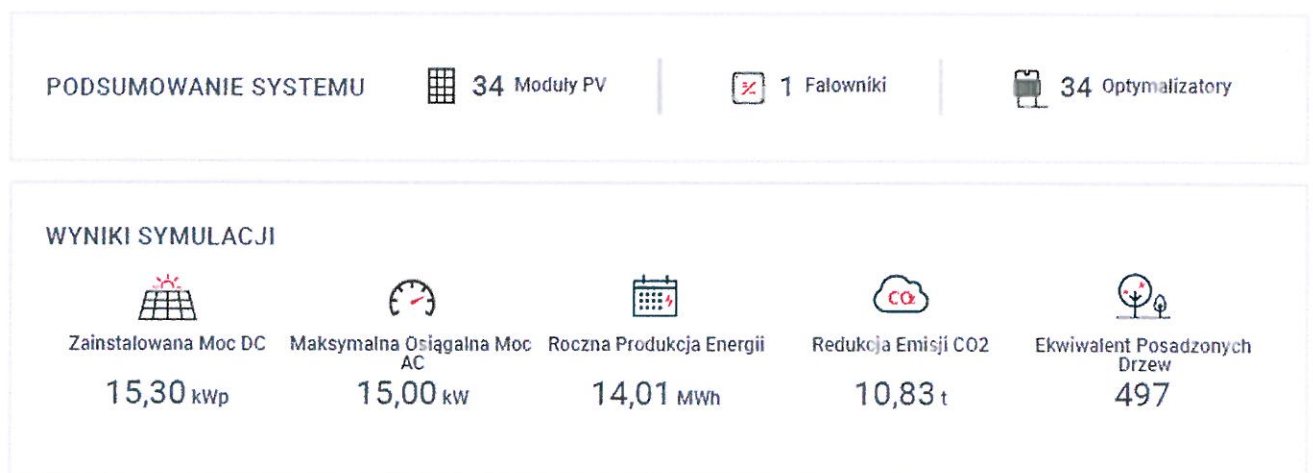 PODSUMOWANIE SYSTEMU 34 Moduły PV 1 Falowniki 34 Optymalizatory
WYNIKI SYMULACJI
CO2
Zainstalowana Moc DC Maksymalna Osiągalna Moc AC Roczna Produkcja Energii Redukcja Emisji CO2 Ekwiwalent Posadzonych Drzew
15,30 kWp 15,00 kW 14,01 MWh 10,83 t 497